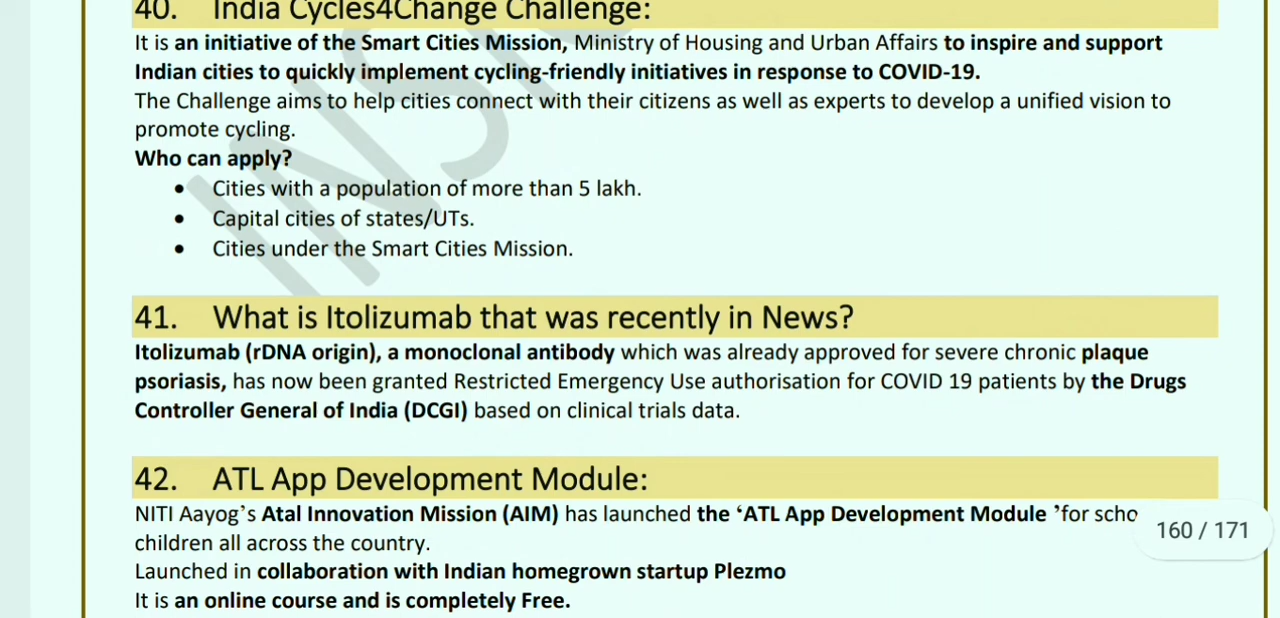 40. India Cycles4Change Challenge:
It is an initiative of the Smart Cities Mission, Ministry of Housing and Urban Affairs to inspire and support
Indian cities to quickly implement cycling-friendly initiatives in response to COVID-19.
The Challenge aims to help cities connect with their citizens as well as experts to develop a unified vision to
promote cycling.
Who can apply?
• Cities with a population of more than 5 lakh.
• Capital cities of states/UTs.
• Cities under the Smart Cities Mission.
41. What is Itolizumab that was recently in News?
Itolizumab (rDNA origin), a monoclonal antibody which was already approved for severe chronic plaque
psoriasis, has now been granted Restricted Emergency Use authorisation for COVID 19 patients by the Drugs
Controller General of India (DCGI) based on clinical trials data.
42. ATL App Development Module:
NITI Aayog’s Atal Innovation Mission (AIM) has launched the ‘ATL App Development Module ’for scho
160 / 171
children all across the country.
Launched in collaboration with Indian homegrown startup Plezmo
It is an online course and is completely Free.